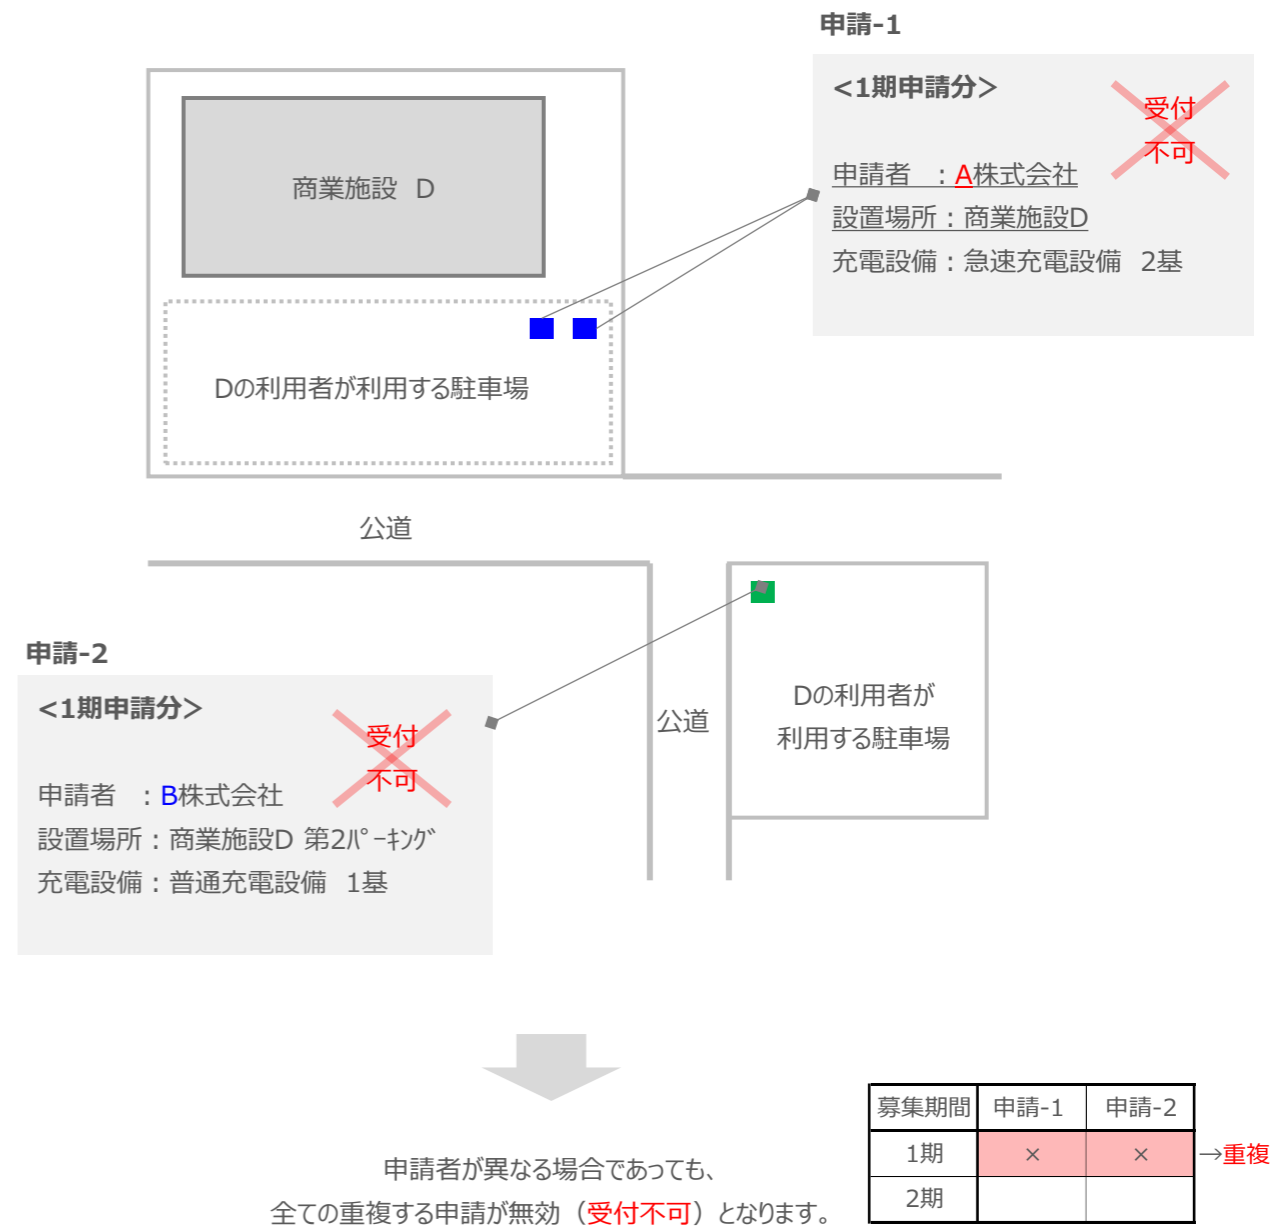 申請-1
<1期申請分>
受付
不可
申請者　：A株式会社
設置場所：商業施設D
充電設備：急速充電設備　2基
商業施設　D
Dの利用者が利用する駐車場
公道
申請-2
<1期申請分>
受付
不可
申請者　：B株式会社
設置場所：商業施設D 第2ﾊﾟｰｷﾝｸﾞ
充電設備：普通充電設備　1基
公道
Dの利用者が
利用する駐車場
申請者が異なる場合であっても、
全ての重複する申請が無効（受付不可）となります。
募集期間 申請-1 申請-2
1期 × × →重複
2期